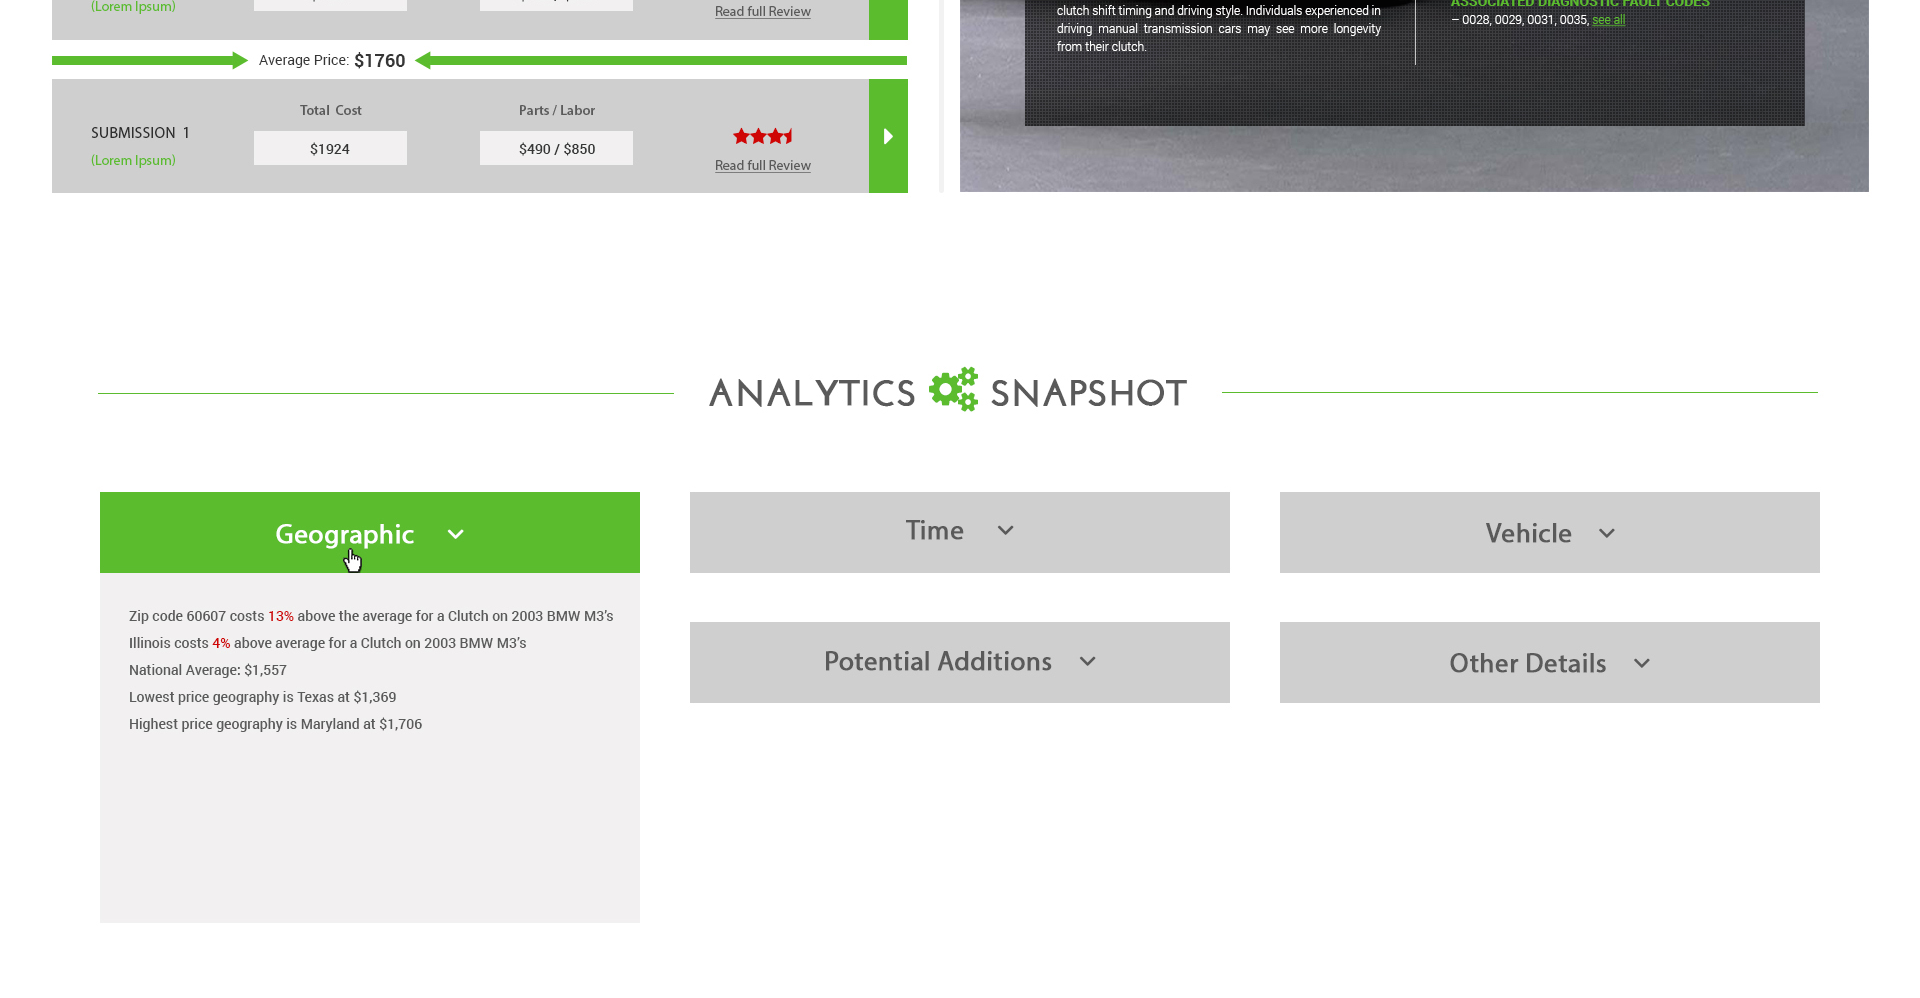 (Lorem Ipsum)
Read full Review
Average Price: $1760
Total Cost
Parts / Labor
SUBMISSION 1
$1924
$490 / $850
(Lorem Ipsum)
Read full Review
clutch shift timing and driving style. Individuals experienced in
driving manual transmission cars may see more longevity
from their clutch.
ASSOCIATED DIAGNOSTIC FAULT CODES
– 0028, 0029, 0031, 0035, see all
ANALYTICS SNAPSHOT
Geographic
Zip code 60607 costs 13% above the average for a Clutch on 2003 BMW M3's
Illinois costs 4% above average for a Clutch on 2003 BMW M3's
National Average: $1,557
Lowest price geography is Texas at $1,369
Highest price geography is Maryland at $1,706
Time
Vehicle
Potential Additions
Other Details